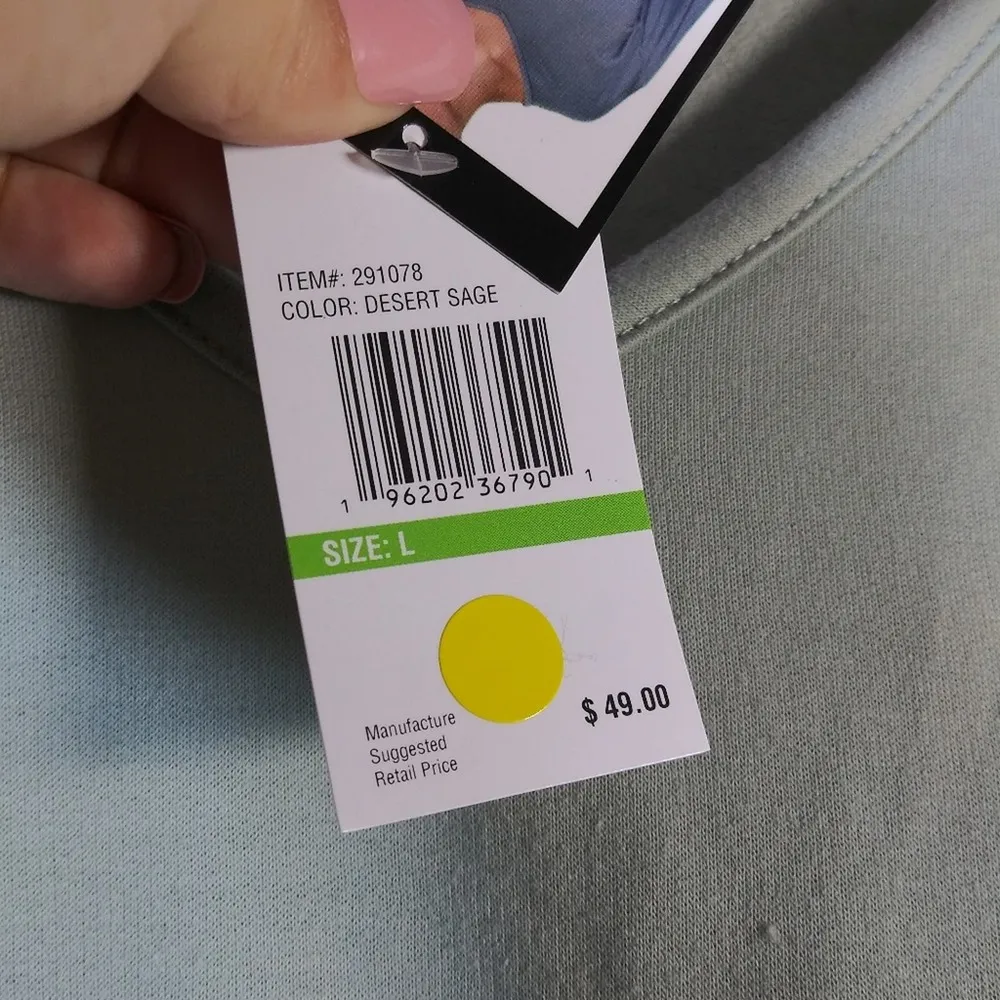 ITEM#: 291078
COLOR: DESERT SAGE
1 96202 36790 1
SIZE: L
$ 49.00
Manufacture
Suggested
Retail Price